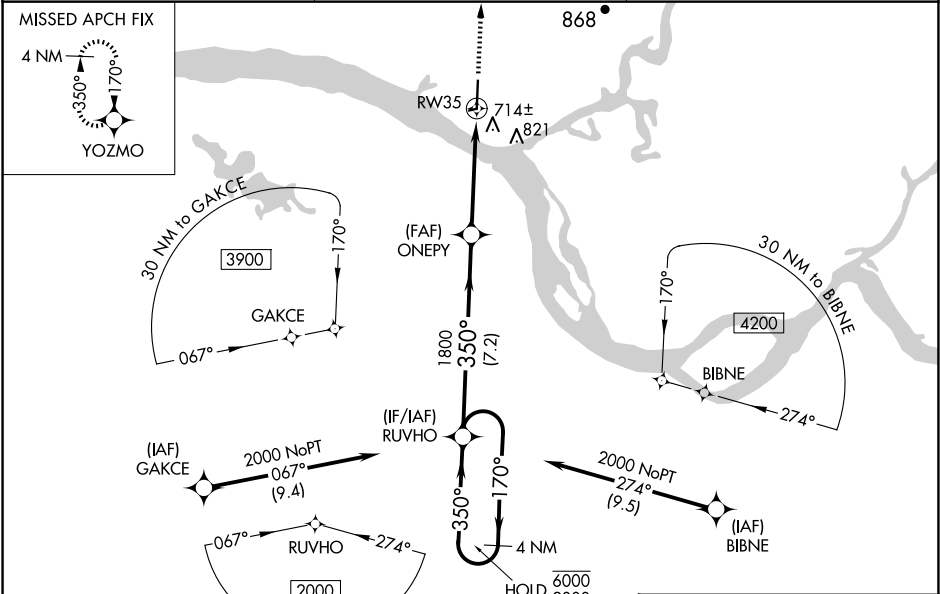 MISSED APCH FIX
4 NM
350°
170°
YOZMO
868
RW35
714±
821
(FAF)
ONEPY
30 NM to GAKCE
170°
3900
GAKCE
067°
30 NM to BIBNE
170°
4200
BIBNE
274°
1800
350°
(7.2)
(IF/IAF)
RUVHO
(IAF)
GAKCE
2000 NoPT
067°
(9.4)
2000 NoPT
274°
(9.5)
(IAF)
BIBNE
350°
170°
4 NM
HOLD 6000
067°
RUVHO
274°
2000